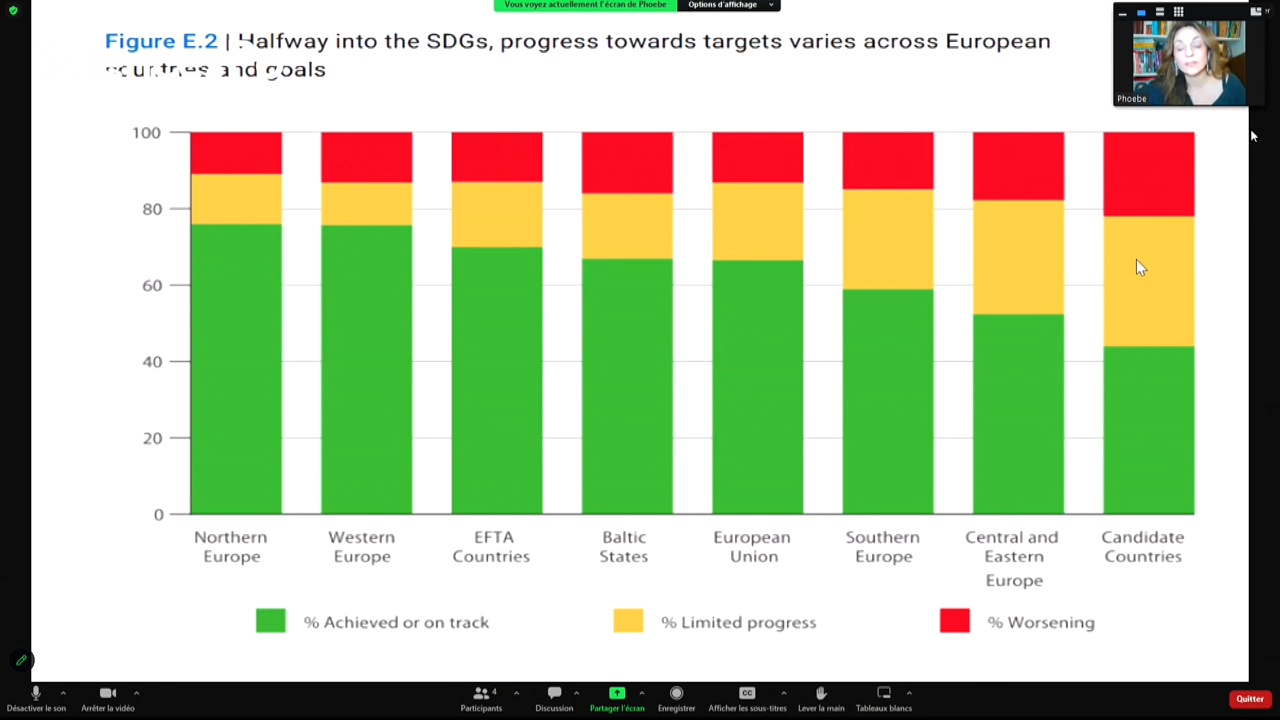 Vous voyez actuellement l'écran de Phoebe
Options d'affichage
Figure E.2 | Halfway into the SDGs, progress towards targets varies across European
countries and goals
Phoebe
100
80
60
40
20
0
Northern
Europe
Western
Europe
EFTA
Countries
Baltic
States
European
Union
Southern
Europe
Central and
Eastern
Europe
Candidate
Countries
% Achieved or on track
% Limited progress
% Worsening
Désactiver le son
Arrêter la vidéo
4
Participants
Discussion
Partager l'écran
Enregistrer
CC
Afficher les sous-titres
Lever la main
Tableaux blancs
Quitter